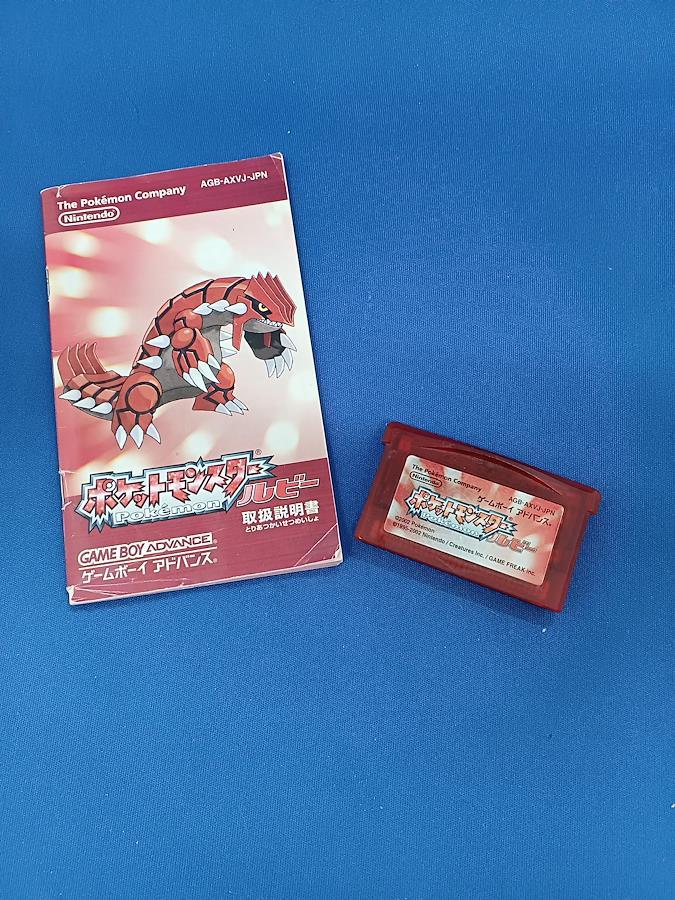 The Pokémon Company
AGB-AXVJ-JPN
Nintendo
ポケットモンスター®
Pokémon
ルビー
取扱説明書
とりあつかいせつめいしょ
GAME BOY ADVANCE™
ゲームボーイ アドバンス®
The Pokémon Company
Nintendo
AGB-AXVJ-JPN
ゲームボーイ アドバンス®
ポケットモンスター
Pokémon
ルビー
©2002 Pokémon
©1995-2002 Nintendo / Creatures Inc. / GAME FREAK inc.